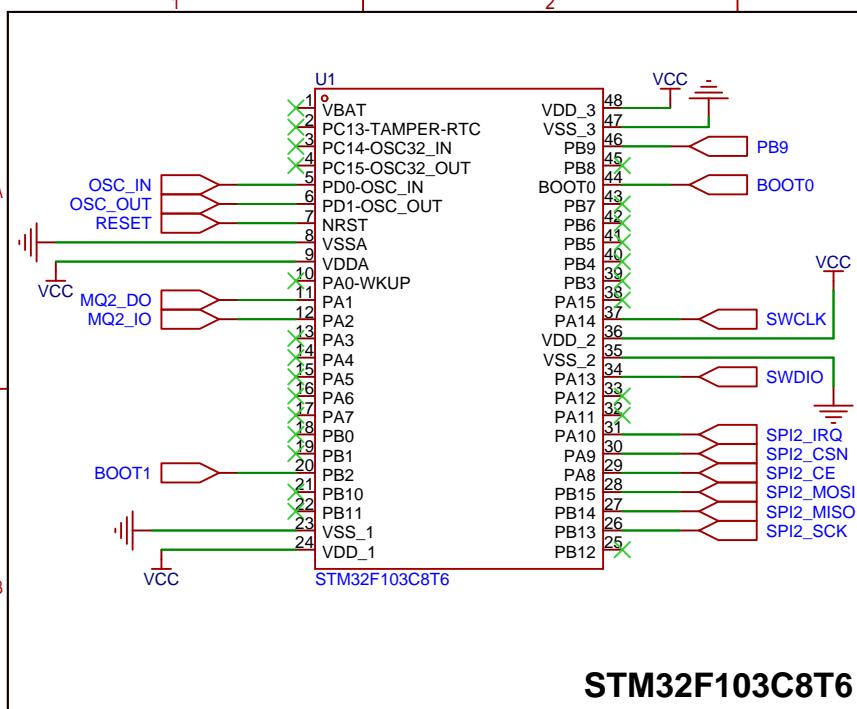 1
2
U1
1
VBAT
2
PC13-TAMPER-RTC
3
PC14-OSC32_IN
4
PC15-OSC32_OUT
OSC_IN
5
PD0-OSC_IN
OSC_OUT
6
PD1-OSC_OUT
RESET
7
NRST
8
VSSA
9
VDDA
VCC
10
PA0-WKUP
MQ2_DO
11
PA1
MQ2_IO
12
PA2
13
PA3
14
PA4
15
PA5
16
PA6
17
PA7
18
PB0
19
PB1
BOOT1
20
PB2
21
PB10
22
PB11
23
VSS_1
24
VDD_1
VCC
VCC
48
VDD_3
47
VSS_3
46
PB9
PB9
45
PB8
44
BOOT0
BOOT0
43
PB7
42
PB6
41
PB5
40
PB4
39
PB3
38
PA15
VCC
37
PA14
SWCLK
36
VDD_2
35
VSS_2
34
PA13
SWDIO
33
PA12
32
PA11
31
PA10
SPI2_IRQ
30
PA9
SPI2_CSN
29
PA8
SPI2_CE
28
PB15
SPI2_MOSI
27
PB14
SPI2_MISO
26
PB13
SPI2_SCK
25
PB12
STM32F103C8T6
STM32F103C8T6